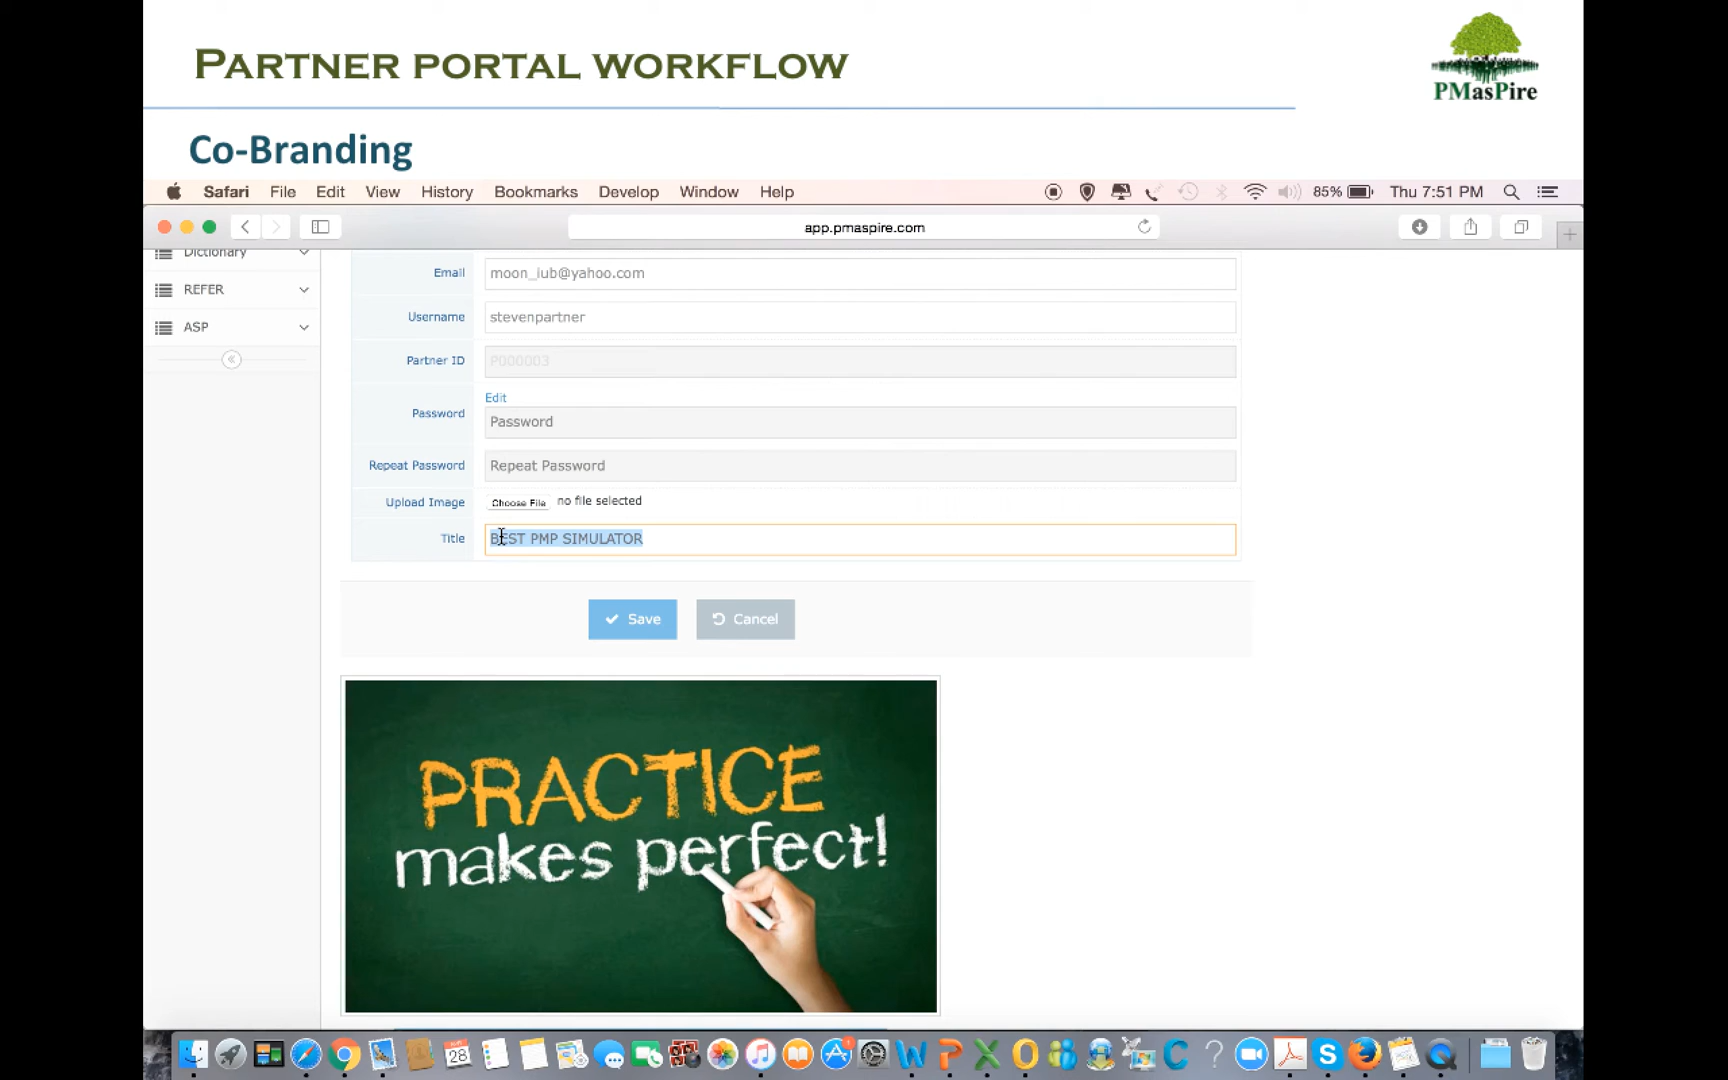 PARTNER PORTAL WORKFLOW
PMasPire
Co-Branding
Safari File Edit View History Bookmarks Develop Window Help 85% Thu 7:51 PM
app.pmaspire.com
Dictionary
REFER
ASP
Email moon_iub@yahoo.com
Username stevenpartner
Partner ID P000003
Edit
Password Password
Repeat Password Repeat Password
Upload Image Choose File no file selected
Title BEST PMP SIMULATOR
Save Cancel
PRACTICE
makes perfect!
28